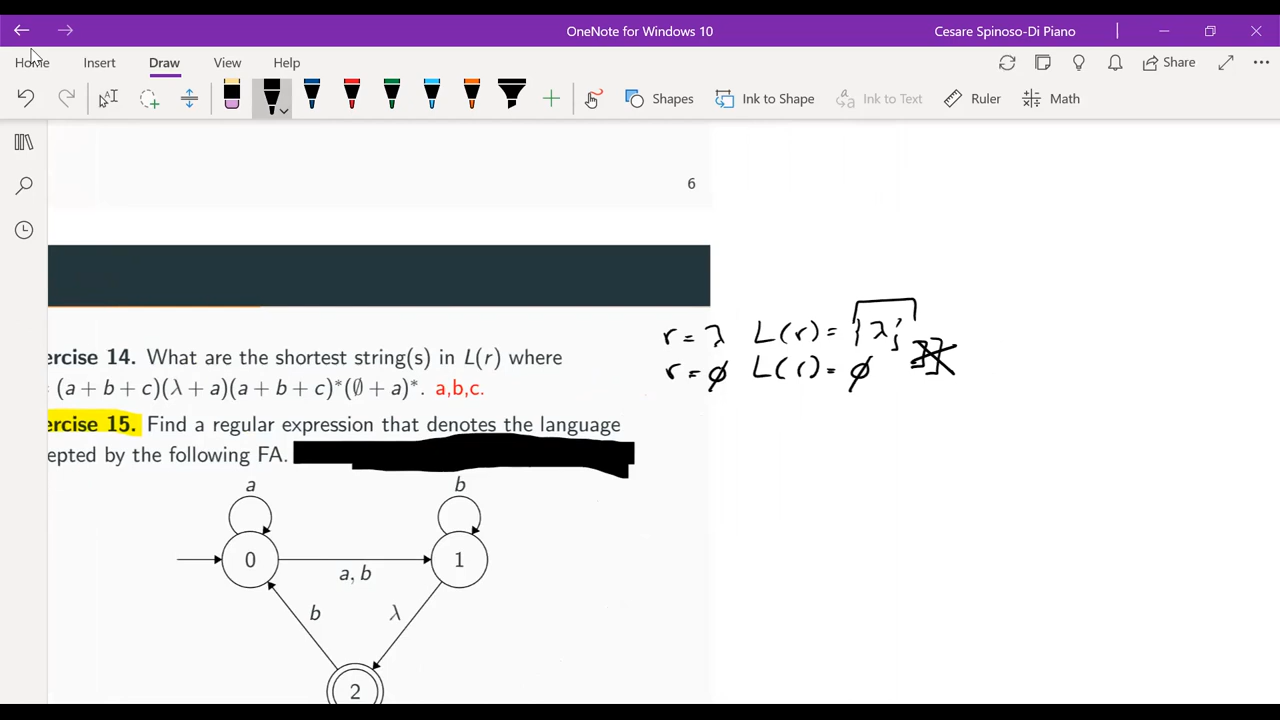 OneNote for Windows 10
Cesare Spinoso-Di Piano
Home Insert Draw View Help
Share
Shapes Ink to Shape Ink to Text Ruler Math
6
ercise 14. What are the shortest string(s) in L(r) where
(a + b + c)(λ + a)(a + b + c)*(∅ + a)*. a,b,c.
r = λ L(r) = {λ}
r = ϕ L(r) = ϕ
ercise 15. Find a regular expression that denotes the language
epted by the following FA.
a b
0 1
a, b
b λ
2